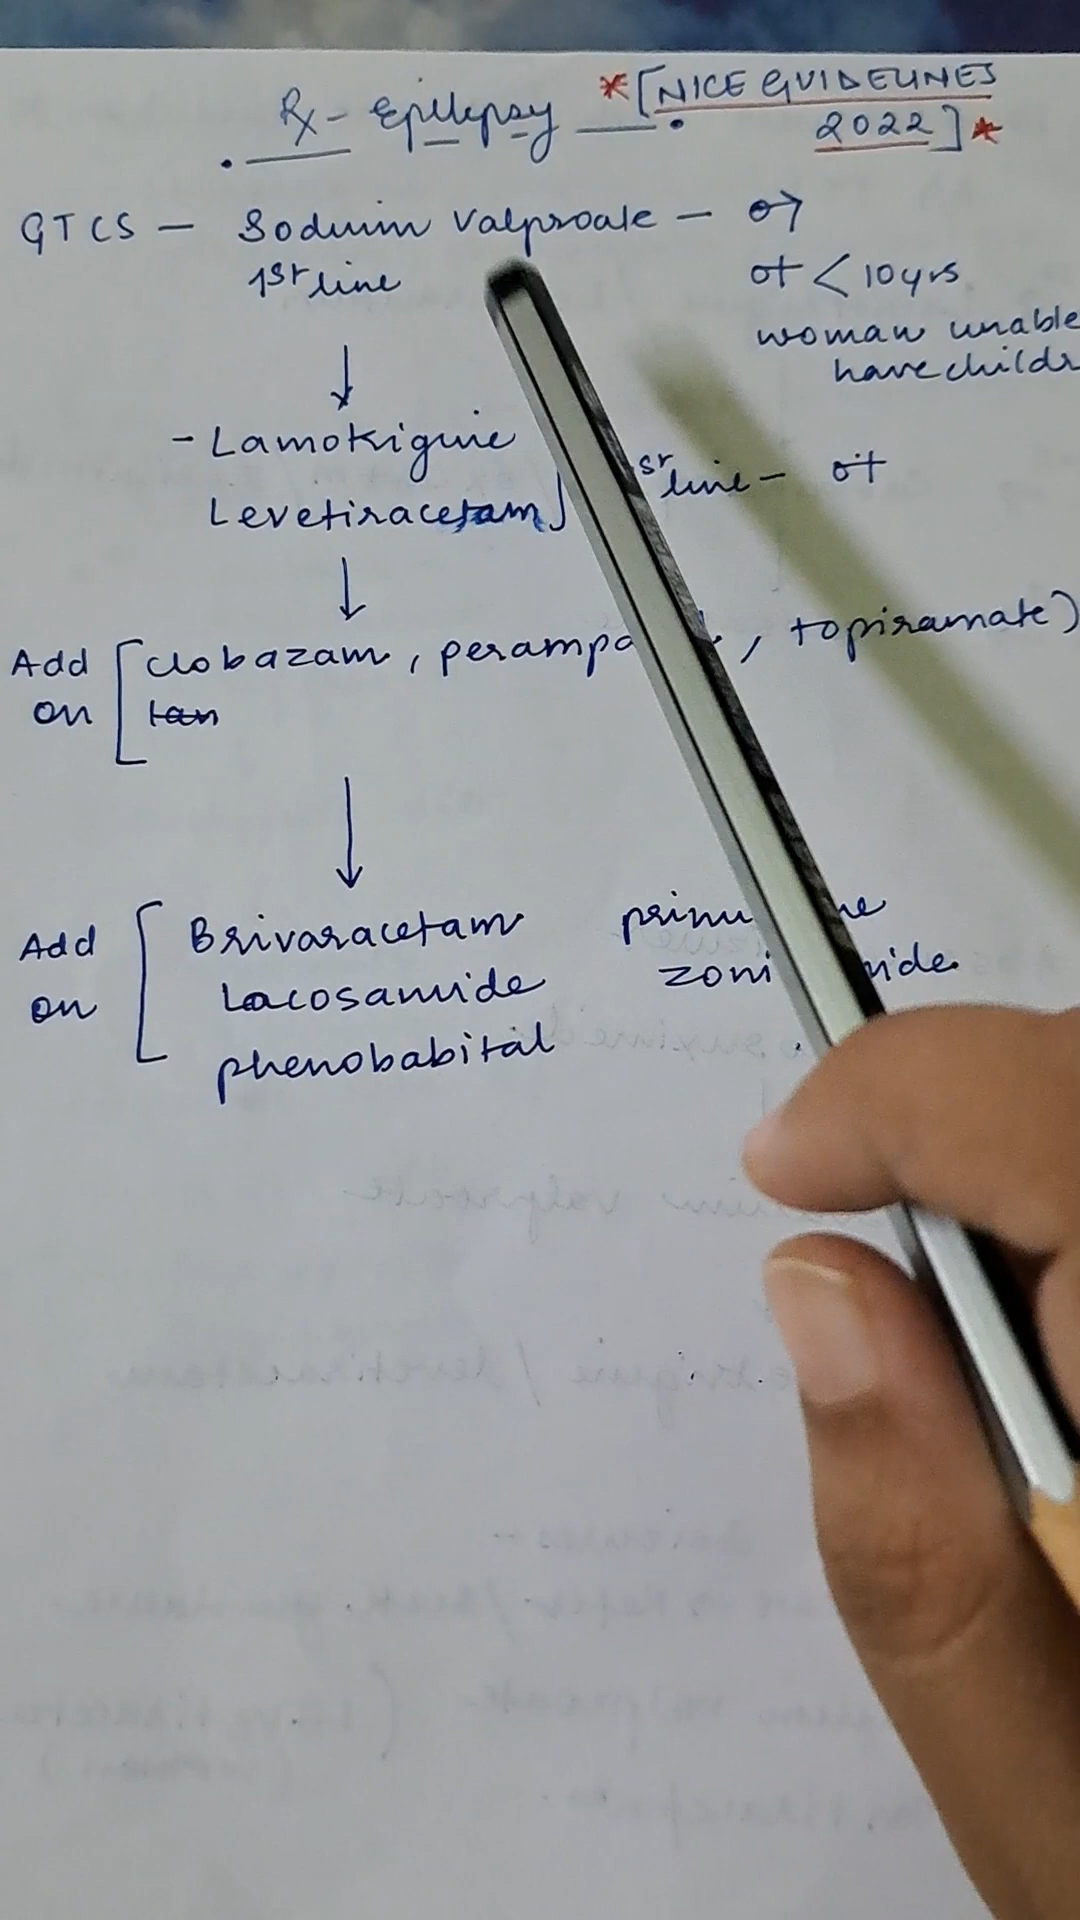 Rx - Epilepsy * [NICE GUIDELINES
2022] *
GTCS - Sodium Valproate - ♂
1st line ♀ < 10yrs
woman unable
have childr
- Lamotrigine
Levetiracetam] st line - ♀
Add [clobazam, perampa , topiramate)
on
Add [ Brivaracetam
on Lacosamide
phenobabital